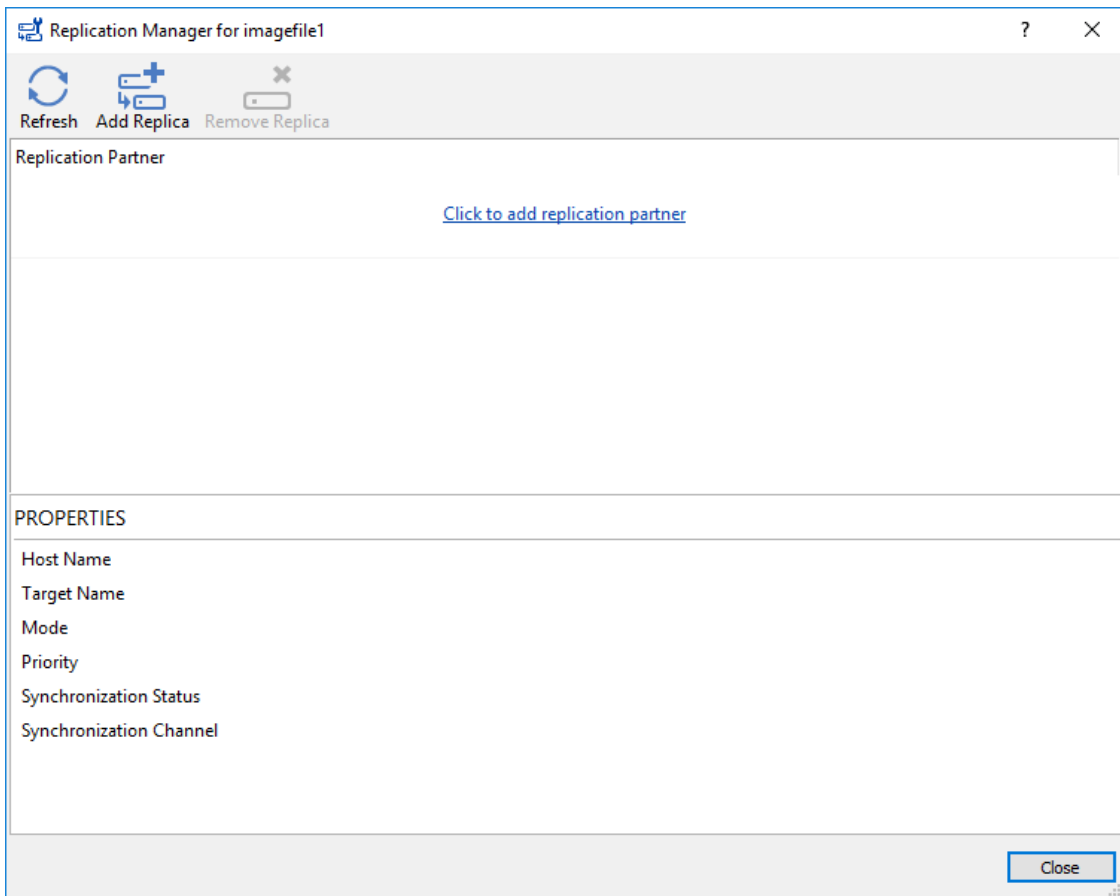 Replication Manager for imagefile1
?
Refresh Add Replica Remove Replica
Replication Partner
Click to add replication partner
PROPERTIES
Host Name
Target Name
Mode
Priority
Synchronization Status
Synchronization Channel
Close